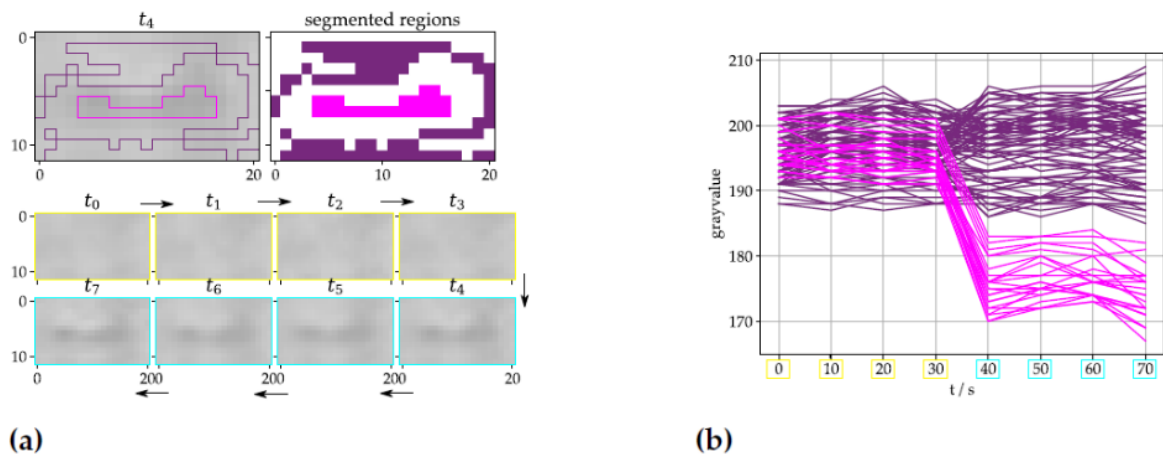 t4 segmented regions
0
10
0 20 0 10 20
t0 t1 t2 t3
0
10
t7 t6 t5 t4
0
10
0 200 200 200 20
(a)
210
200
190
180
170
grayvalue
0 10 20 30 40 50 60 70
t / s
(b)